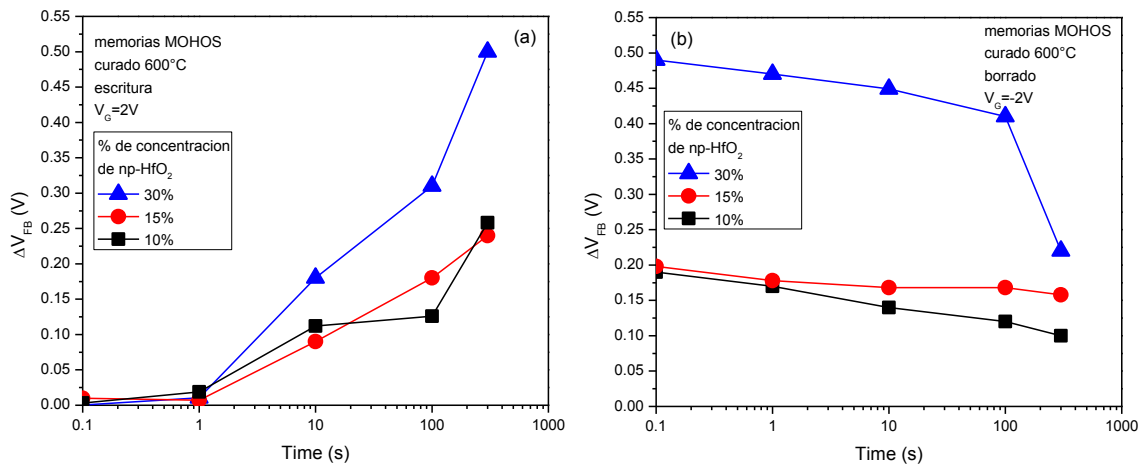 (a)
memorias MOHOS
curado 600°C
escritura
V_G=2V
% de concentracion
de np-HfO₂
30%
15%
10%
ΔV_FB (V)
0.55
0.50
0.45
0.40
0.35
0.30
0.25
0.20
0.15
0.10
0.05
0.00
0.1 1 10 100 1000
Time (s)
(b)
memorias MOHOS
curado 600°C
borrado
V_G=-2V
% de concentracion
de np-HfO₂
30%
15%
10%
ΔV_FB (V)
0.55
0.50
0.45
0.40
0.35
0.30
0.25
0.20
0.15
0.10
0.05
0.00
0.1 1 10 100 1000
Time (s)